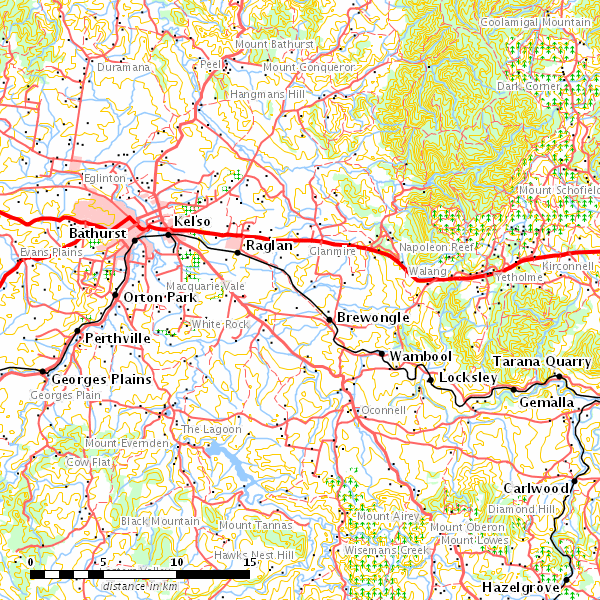 Coolamigal Mountain
Mount Bathurst
Peel
Duramana
Mount Conqueror
Dark Corner
Hangmans Hill
Eglinton
Mount Schofield
Kelso
Bathurst
Raglan
Napoleon Reef
Evans Plains
Glanmire
Kirconnell
Walang
Yetholme
Macquarie Vale
Orton Park
Brewongle
White Rock
Perthville
Wambool
Tarana Quarry
Georges Plains
Locksley
Georges Plain
Gemalla
Oconnell
The Lagoon
Mount Evernden
Cow Flat
Carlwood
Diamond Hill
Mount Airey
Black Mountain
Mount Tannas
Mount Oberon
Mount Lowes
Wisemans Creek
Hawks Nest Hill
0 5 10 15
distance in km
Hazelgrove